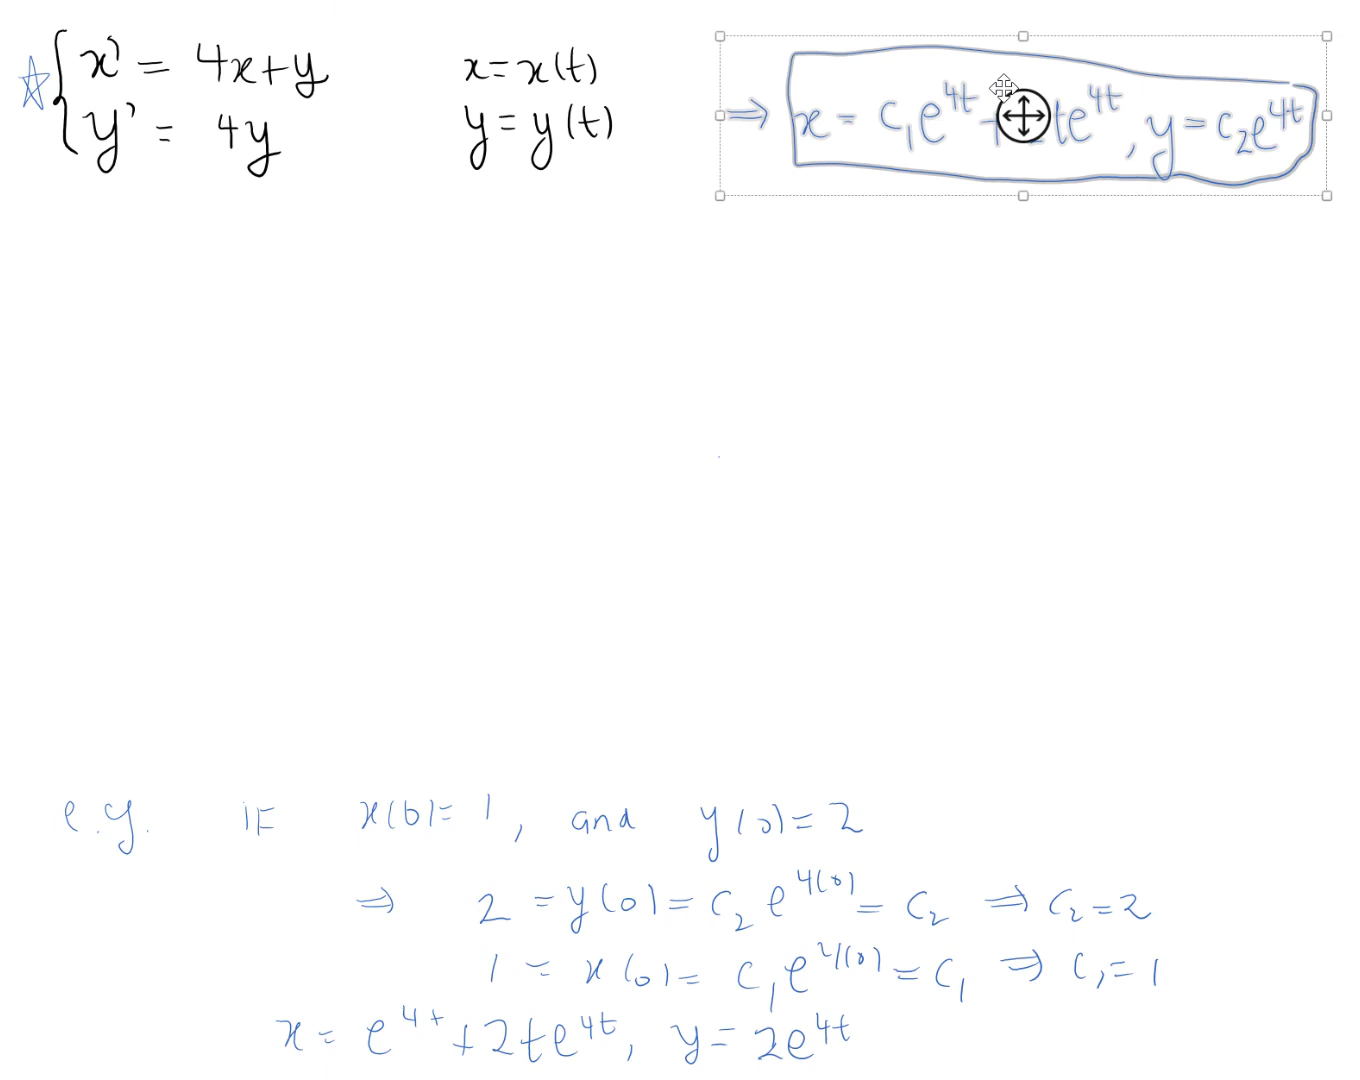 ☆ { x' = 4x+y    x = x(t)
y' = 4y    y = y(t)
⇒ x = c₁e^{4t} + te^{4t}, y = c₂e^{4t}
e.g. IF x(0) = 1, and y(0) = 2
⇒ 2 = y(0) = c₂ e^{4(0)} = c₂ ⇒ c₂ = 2
1 = x(0) = c₁e^{4(0)} = c₁ ⇒ c₁ = 1
x = e^{4t} + 2te^{4t}, y = 2e^{4t}